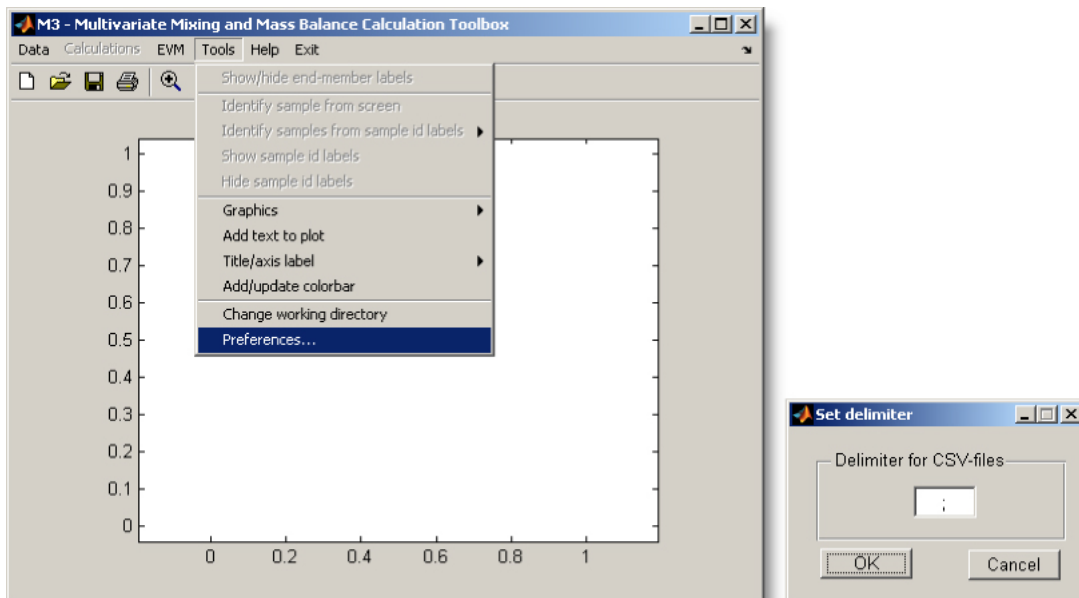 M3 - Multivariate Mixing and Mass Balance Calculation Toolbox
Data Calculations EVM Tools Help Exit
Show/hide end-member labels
Identify sample from screen
Identify samples from sample id labels
Show sample id labels
Hide sample id labels
Graphics
Add text to plot
Title/axis label
Add/update colorbar
Change working directory
Preferences...
1
0.9
0.8
0.7
0.6
0.5
0.4
0.3
0.2
0.1
0
0 0.2 0.4 0.6 0.8 1
Set delimiter
Delimiter for CSV-files
;
OK Cancel